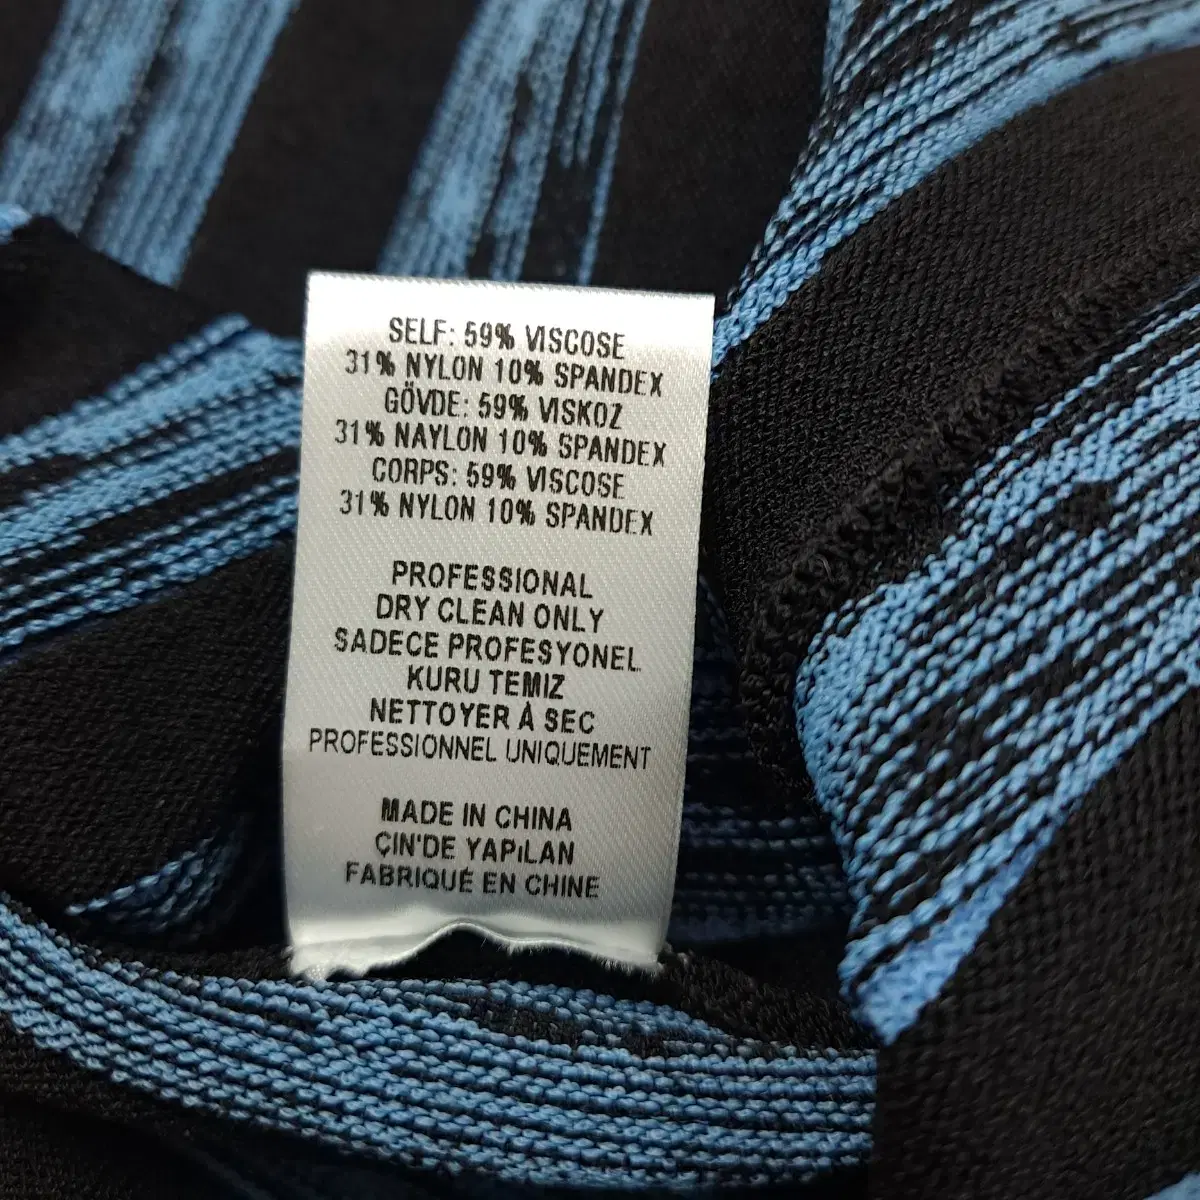 SELF: 59% VISCOSE
31% NYLON 10% SPANDEX
GÖVDE: 59% VISKOZ
31% NAYLON 10% SPANDEX
CORPS: 59% VISCOSE
31% NYLON 10% SPANDEX
PROFESSIONAL
DRY CLEAN ONLY
SADECE PROFESYONEL
KURU TEMIZ
NETTOYER À SEC
PROFESSIONNEL UNIQUEMENT
MADE IN CHINA
ÇIN'DE YAPıLAN
FABRIQUÉ EN CHINE